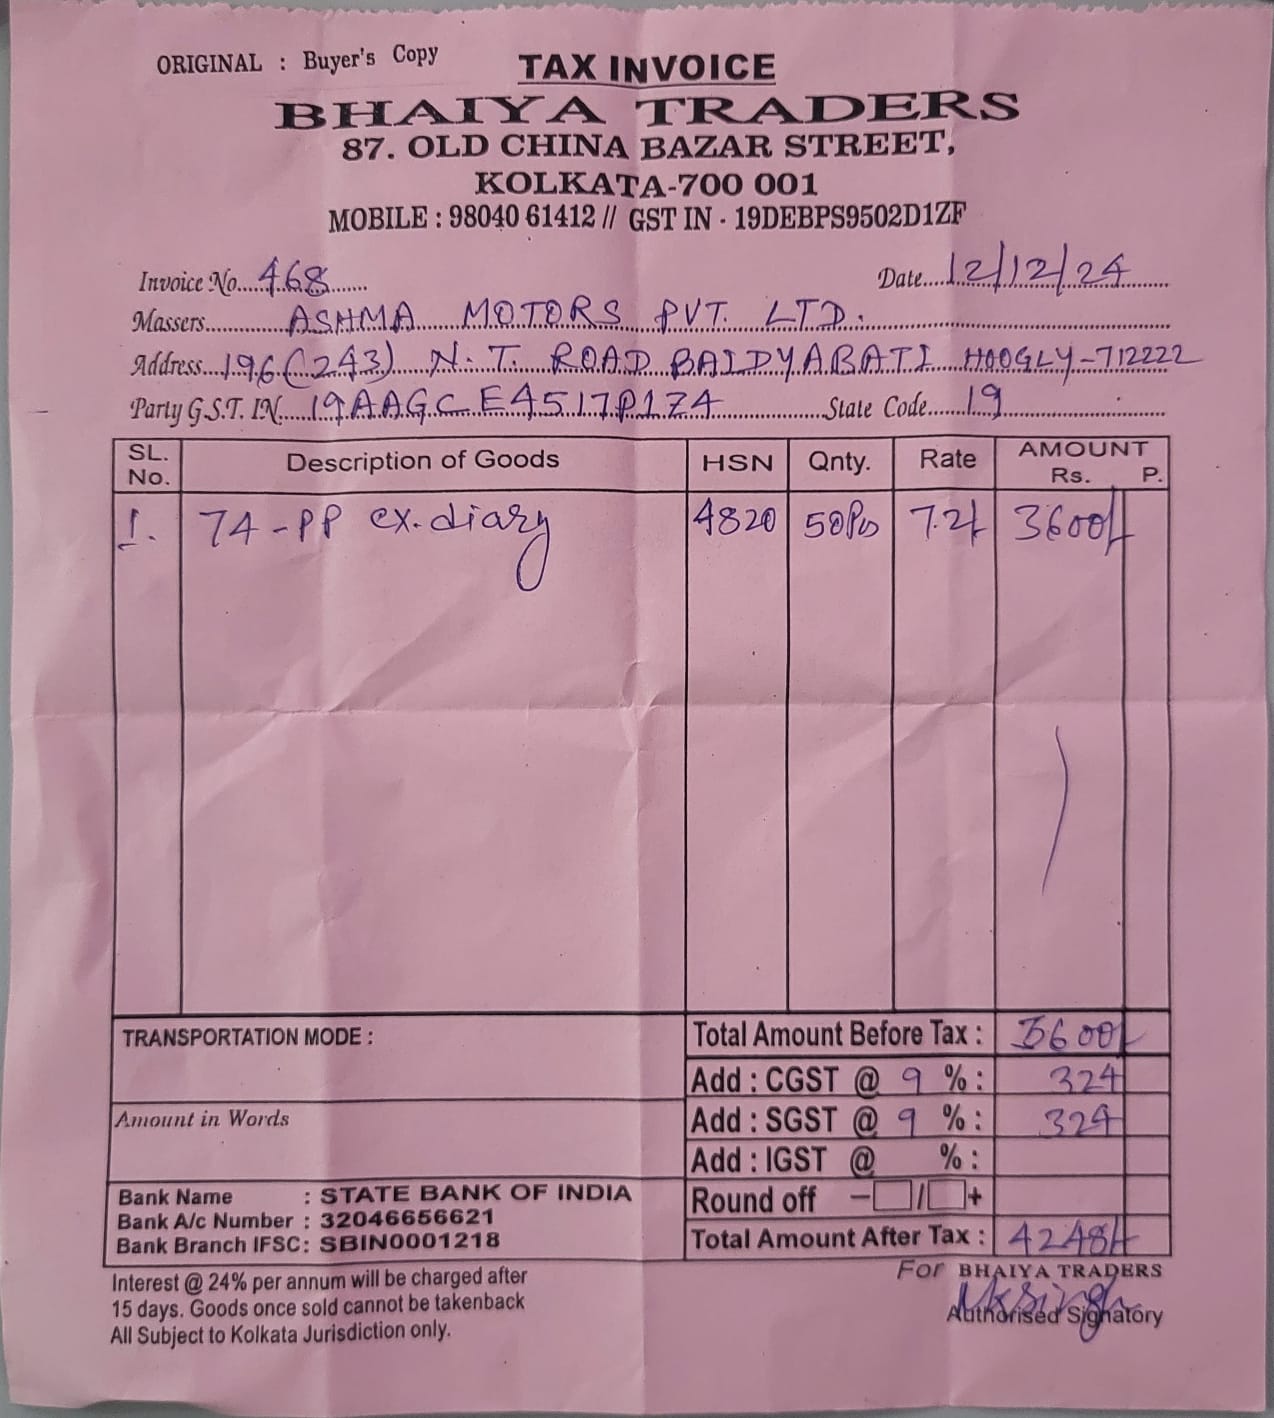 ORIGINAL : Buyer's Copy
TAX INVOICE
BHAIYA TRADERS
87. OLD CHINA BAZAR STREET,
KOLKATA-700 001
MOBILE : 98040 61412 // GST IN - 19DEBPS9502D1ZF
Invoice No....468...... Date....12/12/24
Massers............ASHMA MOTORS PVT. LTD.
Address...196(243) N. T. ROAD BAIDYABATI HOOGLY-712222
Party G.S.T. IN....19AAGCE4517P1Z4 State Code......19
SL. No. Description of Goods HSN Qnty. Rate AMOUNT Rs. P.
1. 74-PP ex.diary 4820 50Ps 72/ 3600/-
TRANSPORTATION MODE : Total Amount Before Tax : 3600/-
Add : CGST @ 9 % : 324
Amount in Words Add : SGST @ 9 % : 324
Add : IGST @ % :
Bank Name : STATE BANK OF INDIA Round off -☐/☐+
Bank A/c Number : 32046656621
Bank Branch IFSC: SBIN0001218 Total Amount After Tax : 4248/-
Interest @ 24% per annum will be charged after For BHAIYA TRADERS
15 days. Goods once sold cannot be takenback Authorised Signatory
All Subject to Kolkata Jurisdiction only.